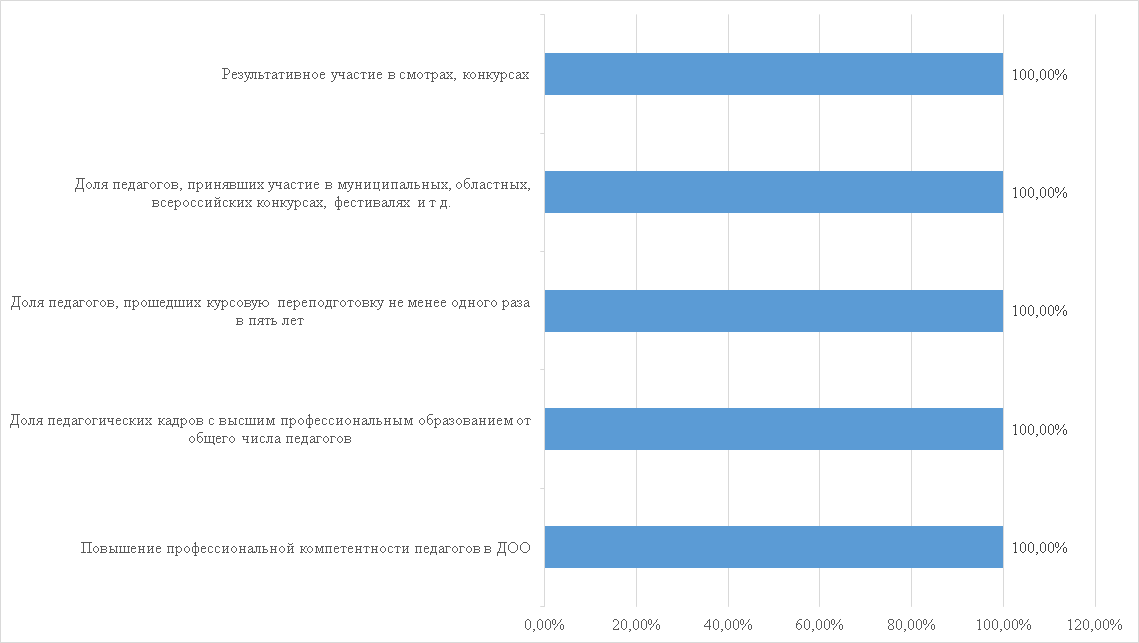 Результативное участие в смотрах, конкурсах
100,00%
Доля педагогов, принявших участие в муниципальных, областных,
всероссийских конкурсах, фестивалях и т д.
100,00%
Доля педагогов, прошедших курсовую переподготовку не менее одного раза
в пять лет
100,00%
Доля педагогических кадров с высшим профессиональным образованием от
общего числа педагогов
100,00%
Повышение профессиональной компетентности педагогов в ДОО
100,00%
0,00% 20,00% 40,00% 60,00% 80,00% 100,00% 120,00%